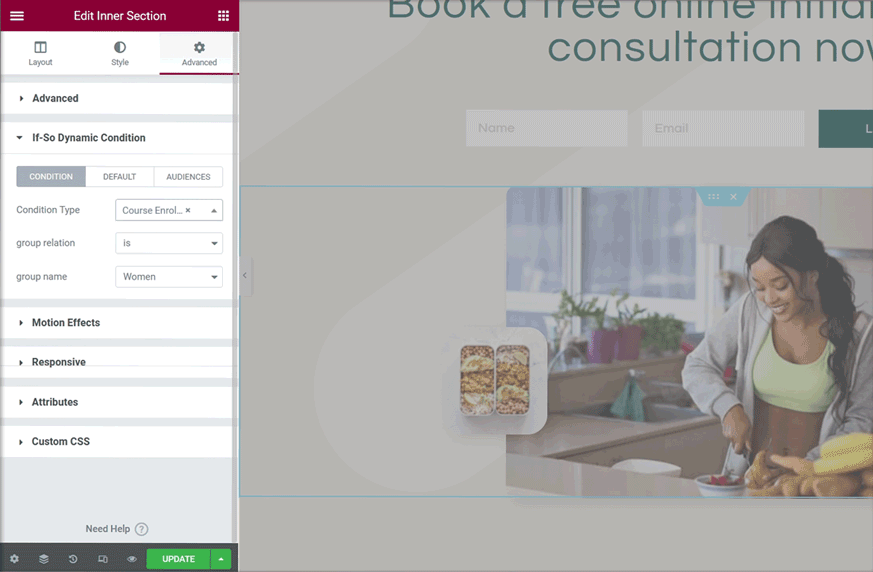 Edit Inner Section
Layout
Style
Advanced
Advanced
If-So Dynamic Condition
CONDITION
DEFAULT
AUDIENCES
Condition Type
Course Enrol... ×
group relation
is
group name
Women
Motion Effects
Responsive
Attributes
Custom CSS
Need Help ?
UPDATE
Book a free online initial
consultation now
Name
Email
L